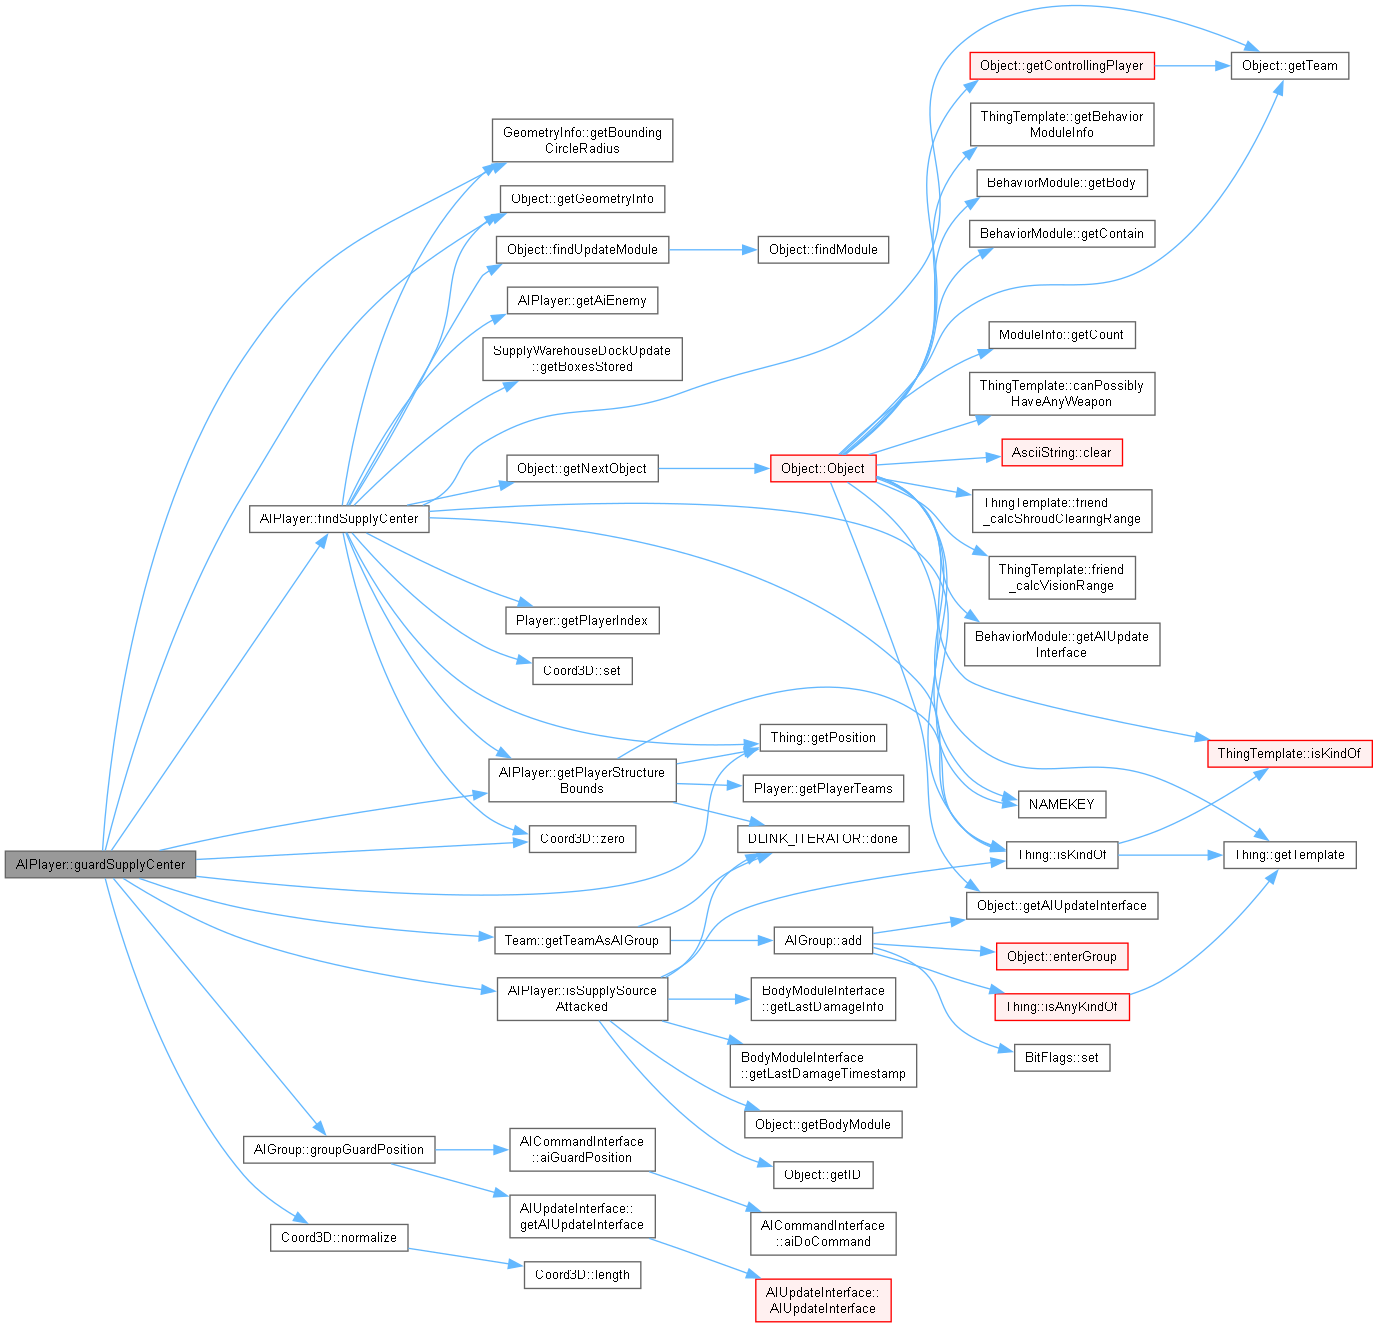 AIPlayer::guardSupplyCenter
AIPlayer::findSupplyCenter
AIGroup::groupGuardPosition
Coord3D::normalize
GeometryInfo::getBounding
CircleRadius
Object::getGeometryInfo
Object::findUpdateModule
AIPlayer::getAiEnemy
SupplyWarehouseDockUpdate
::getBoxesStored
Object::getNextObject
Player::getPlayerIndex
Coord3D::set
AIPlayer::getPlayerStructure
Bounds
Coord3D::zero
Team::getTeamAsAIGroup
AIPlayer::isSupplySource
Attacked
AICommandInterface
::aiGuardPosition
AIUpdateInterface::
getAIUpdateInterface
Coord3D::length
Object::findModule
Object::Object
Thing::getPosition
Player::getPlayerTeams
DLINK_ITERATOR::done
AIGroup::add
BodyModuleInterface
::getLastDamageInfo
BodyModuleInterface
::getLastDamageTimestamp
Object::getBodyModule
Object::getID
AICommandInterface
::aiDoCommand
AIUpdateInterface::
AIUpdateInterface
Object::getControllingPlayer
ThingTemplate::getBehavior
ModuleInfo
BehaviorModule::getBody
BehaviorModule::getContain
ModuleInfo::getCount
ThingTemplate::canPossibly
HaveAnyWeapon
AsciiString::clear
ThingTemplate::friend
_calcShroudClearingRange
ThingTemplate::friend
_calcVisionRange
BehaviorModule::getAIUpdate
Interface
NAMEKEY
Thing::isKindOf
Object::getAIUpdateInterface
Object::enterGroup
Thing::isAnyKindOf
BitFlags::set
Object::getTeam
ThingTemplate::isKindOf
Thing::getTemplate